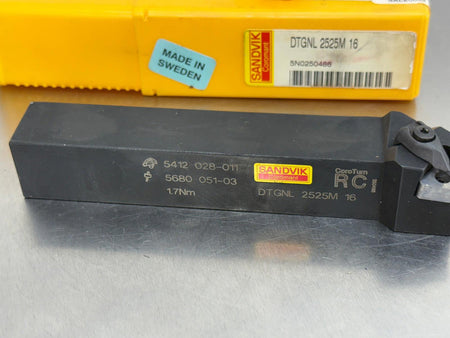 MADE IN
SWEDEN
SANDVIK
Coromant
DTGNL 2525M 16
SN0250486
5412 028-011
5680 051-03
1.7Nm
SANDVIK
Coromant
DTGNL 2525M 16
CoroTurn
RC